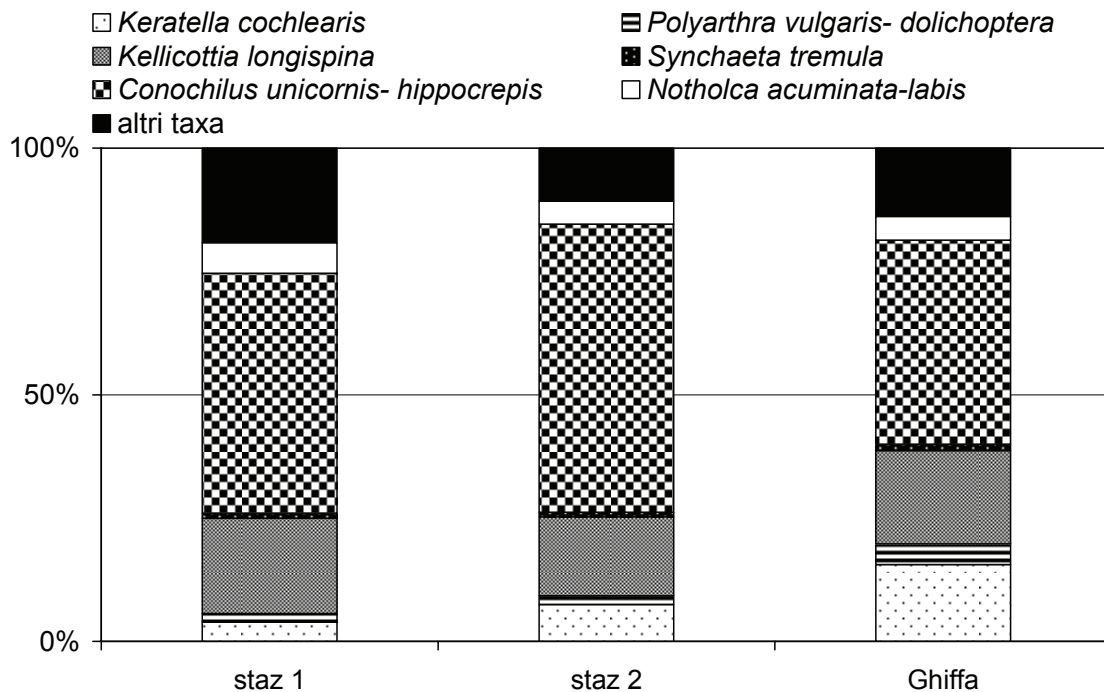 Keratella cochlearis
Polyarthra vulgaris- dolichoptera
Kellicottia longispina
Synchaeta tremula
Conochilus unicornis- hippocrepis
Notholca acuminata-labis
altri taxa
100%
50%
0%
staz 1
staz 2
Ghiffa